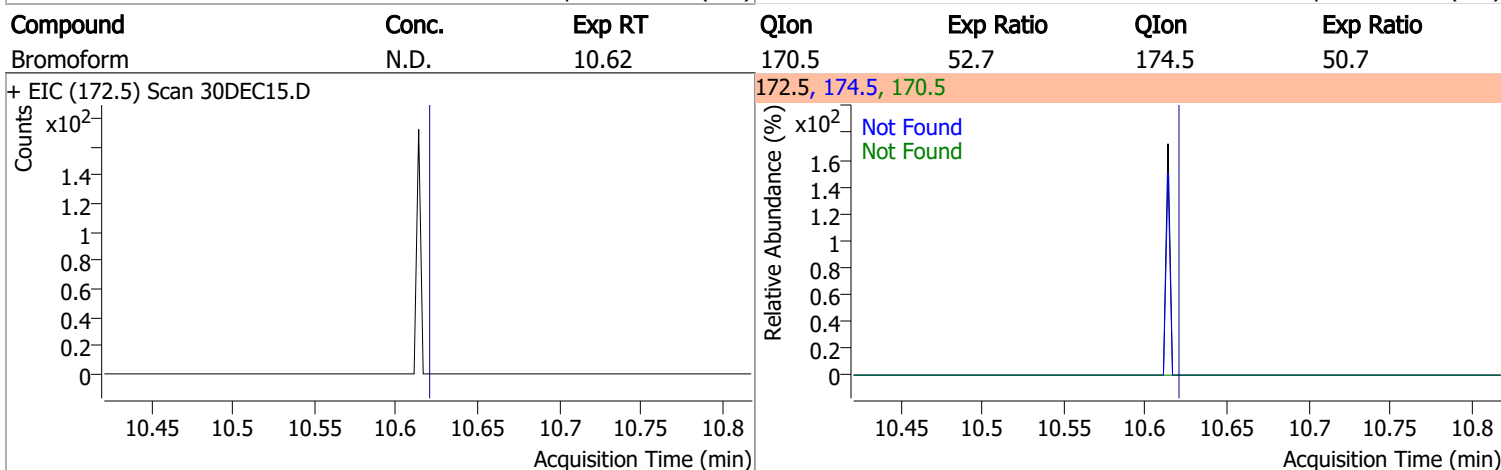 Compound Conc. Exp RT QIon Exp Ratio QIon Exp Ratio
Bromoform N.D. 10.62 170.5 52.7 174.5 50.7
+ EIC (172.5) Scan 30DEC15.D
Counts
x10²
1.4
1.2
1
0.8
0.6
0.4
0.2
0
10.45 10.5 10.55 10.6 10.65 10.7 10.75 10.8
Acquisition Time (min)
172.5, 174.5, 170.5
Relative Abundance (%)
x10²
Not Found
Not Found
1.6
1.4
1.2
1
0.8
0.6
0.4
0.2
0
10.45 10.5 10.55 10.6 10.65 10.7 10.75 10.8
Acquisition Time (min)